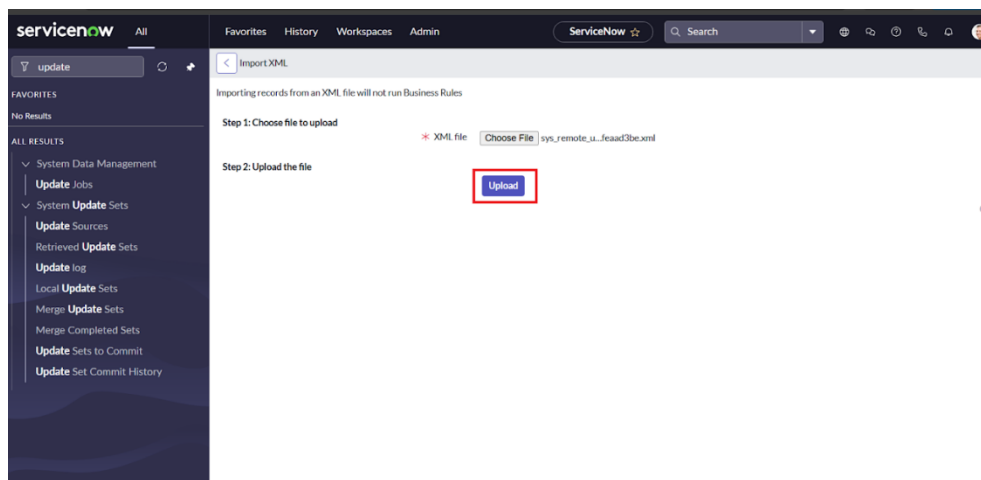 servicenow All Favorites History Workspaces Admin ServiceNow Search
update
Import XML
FAVORITES
No Results
ALL RESULTS
System Data Management
Update Jobs
System Update Sets
Update Sources
Retrieved Update Sets
Update log
Local Update Sets
Merge Update Sets
Merge Completed Sets
Update Sets to Commit
Update Set Commit History
Importing records from an XML file will not run Business Rules
Step 1: Choose file to upload
* XML file Choose File sys_remote_u...feaad3be.xml
Step 2: Upload the file
Upload